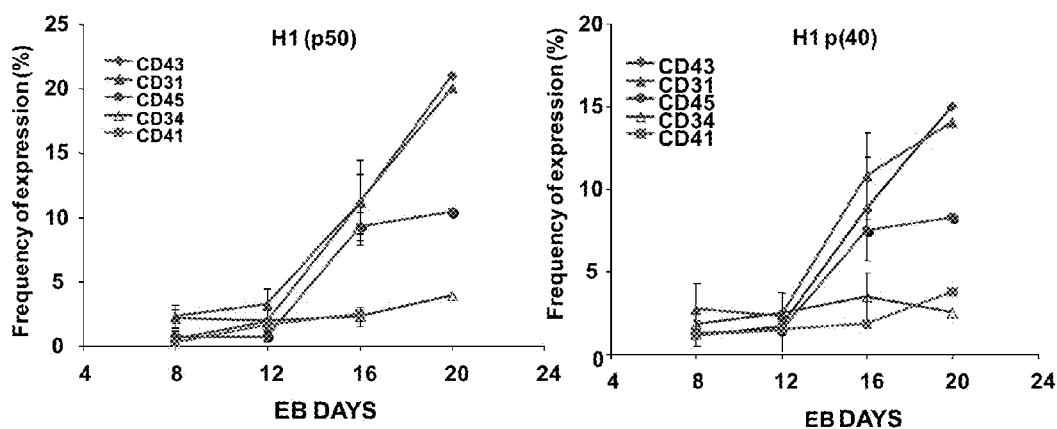 H1 (p50)
Frequency of expression (%)
25
20
15
10
5
0
CD43
CD31
CD45
CD34
CD41
4 8 12 16 20 24
EB DAYS
H1 p(40)
Frequency of expression (%)
20
15
10
5
0
CD43
CD31
CD45
CD34
CD41
4 8 12 16 20 24
EB DAYS